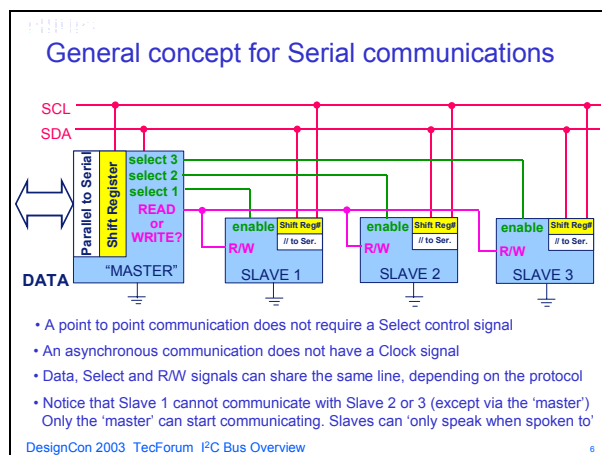 General concept for Serial communications
SCL
SDA
Parallel to Serial
Shift Register
select 3
select 2
select 1
READ
or
WRITE?
"MASTER"
DATA
enable
Shift Reg#
// to Ser.
R/W
SLAVE 1
enable
Shift Reg#
// to Ser.
R/W
SLAVE 2
enable
Shift Reg#
// to Ser.
R/W
SLAVE 3
• A point to point communication does not require a Select control signal
• An asynchronous communication does not have a Clock signal
• Data, Select and R/W signals can share the same line, depending on the protocol
• Notice that Slave 1 cannot communicate with Slave 2 or 3 (except via the 'master')
Only the 'master' can start communicating. Slaves can 'only speak when spoken to'
DesignCon 2003 TecForum I²C Bus Overview
6